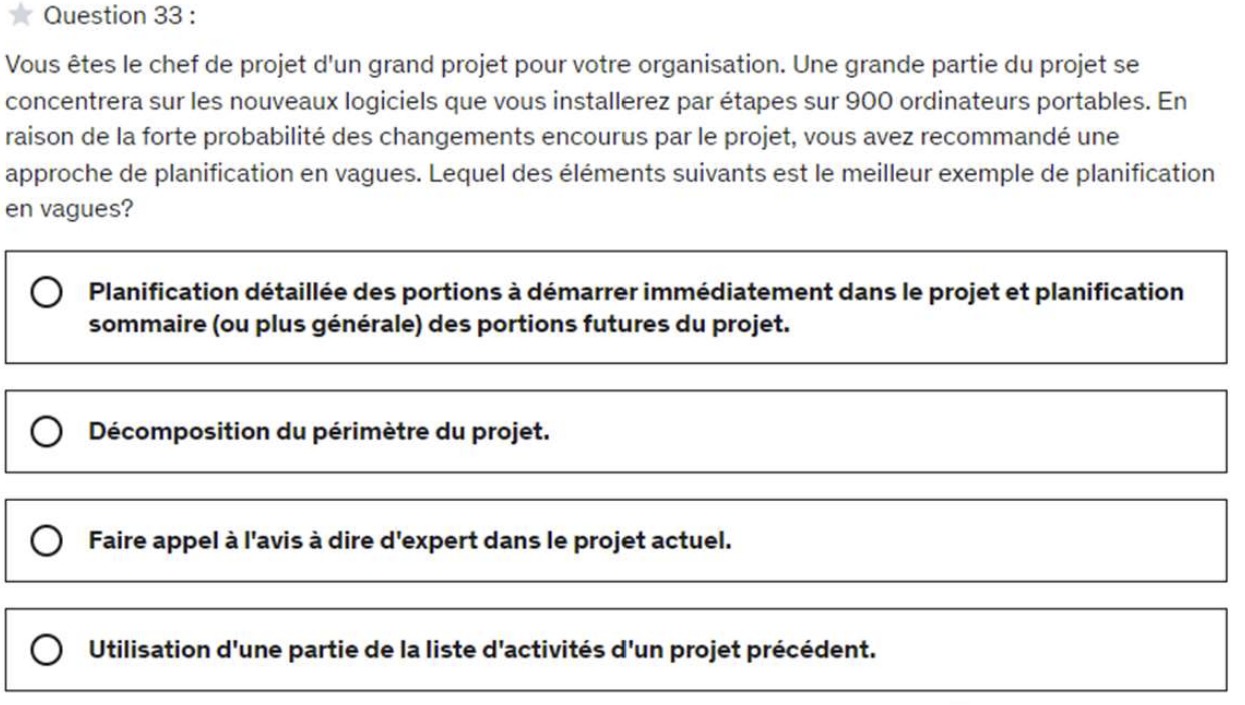 Question 33 :
Vous êtes le chef de projet d'un grand projet pour votre organisation. Une grande partie du projet se
concentrera sur les nouveaux logiciels que vous installerez par étapes sur 900 ordinateurs portables. En
raison de la forte probabilité des changements encourus par le projet, vous avez recommandé une
approche de planification en vagues. Lequel des éléments suivants est le meilleur exemple de planification
en vagues?
Planification détaillée des portions à démarrer immédiatement dans le projet et planification
sommaire (ou plus générale) des portions futures du projet.
Décomposition du périmètre du projet.
Faire appel à l'avis à dire d'expert dans le projet actuel.
Utilisation d'une partie de la liste d'activités d'un projet précédent.